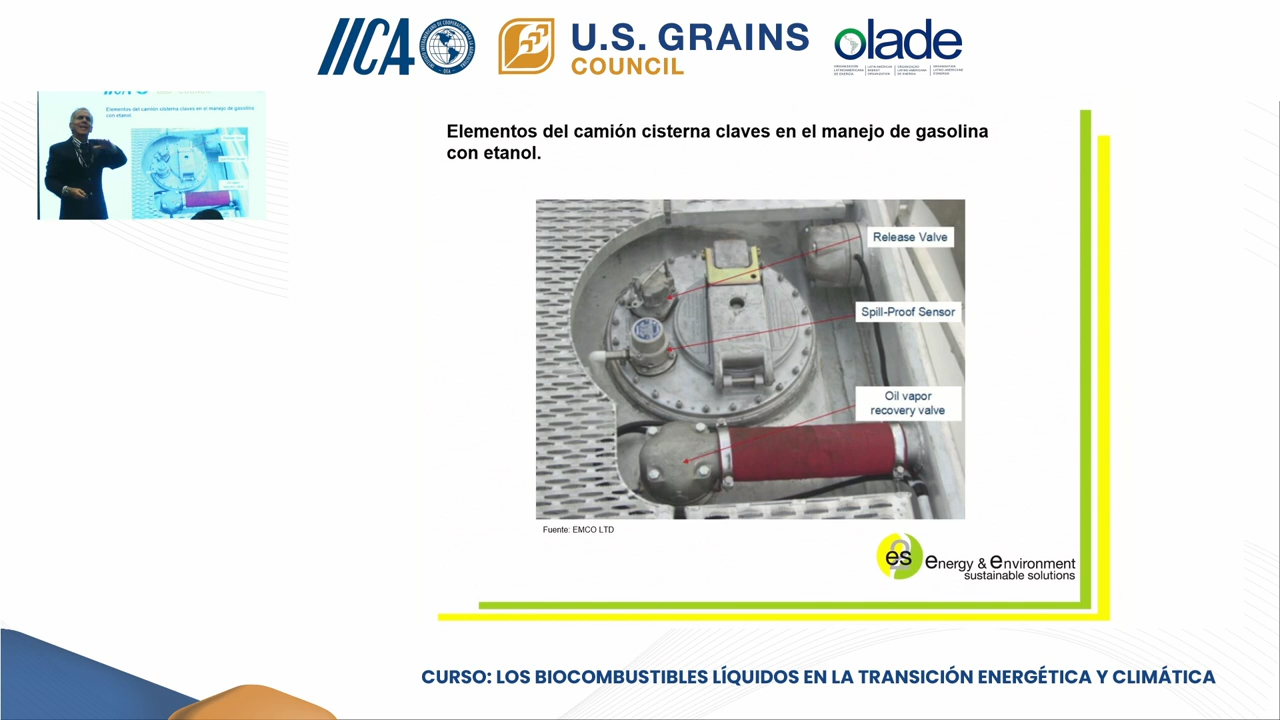 IICA
U.S. GRAINS
COUNCIL
olade
Elementos del camión cisterna claves en el manejo de gasolina
con etanol.
Release Valve
Spill-Proof Sensor
Oil vapor
recovery valve
Fuente: EMCO LTD
es energy & environment
sustainable solutions
CURSO: LOS BIOCOMBUSTIBLES LÍQUIDOS EN LA TRANSICIÓN ENERGÉTICA Y CLIMÁTICA